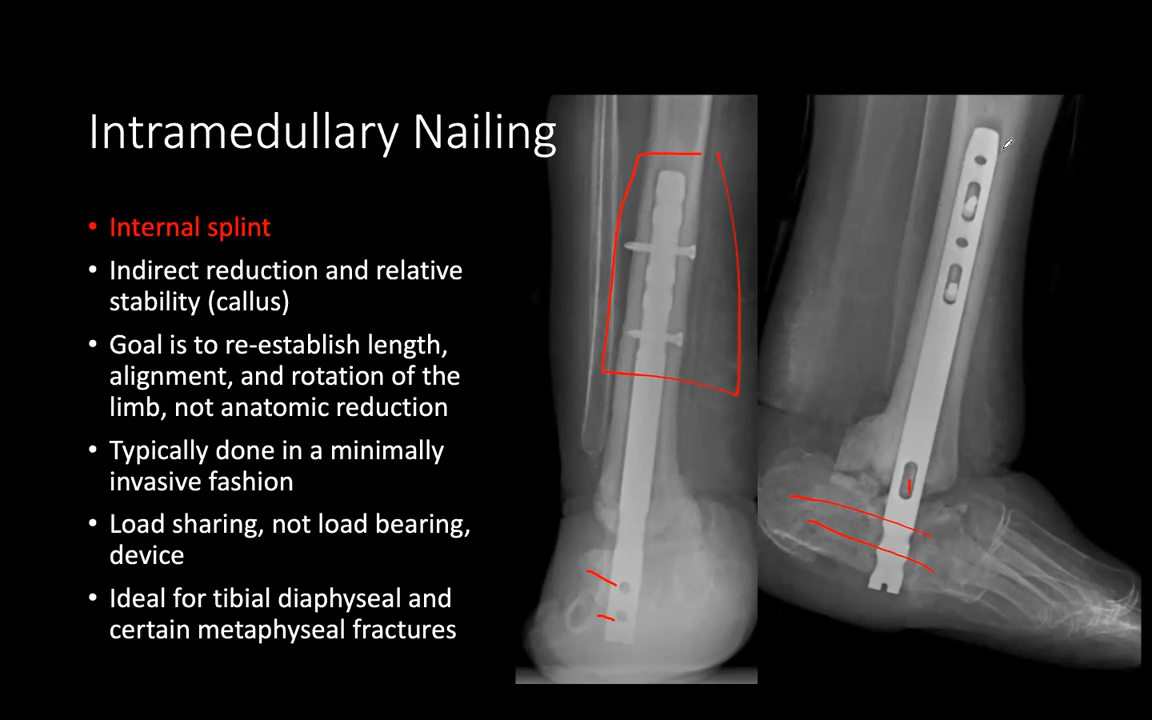 Intramedullary Nailing
• Internal splint
• Indirect reduction and relative
stability (callus)
• Goal is to re-establish length,
alignment, and rotation of the
limb, not anatomic reduction
• Typically done in a minimally
invasive fashion
• Load sharing, not load bearing,
device
• Ideal for tibial diaphyseal and
certain metaphyseal fractures